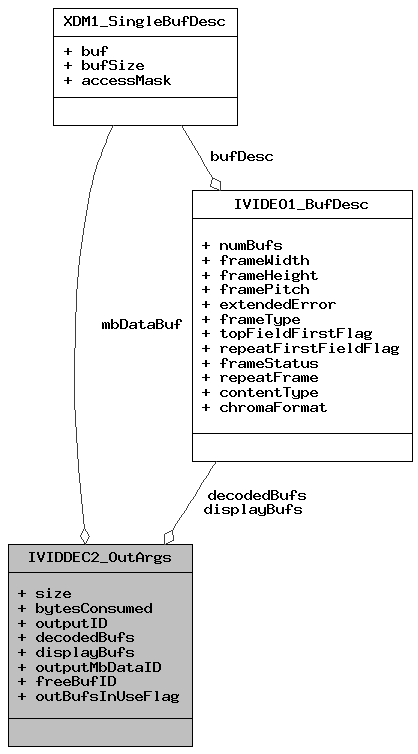 XDM1_SingleBufDesc
+ buf
+ bufSize
+ accessMask
bufDesc
IVIDEO1_BufDesc
+ numBufs
+ frameWidth
+ frameHeight
+ framePitch
+ extendedError
+ frameType
+ topFieldFirstFlag
+ repeatFirstFieldFlag
+ frameStatus
+ repeatFrame
+ contentType
+ chromaFormat
mbDataBuf
decodedBufs
displayBufs
IVIDDEC2_OutArgs
+ size
+ bytesConsumed
+ outputID
+ decodedBufs
+ displayBufs
+ outputMbDataID
+ freeBufID
+ outBufsInUseFlag